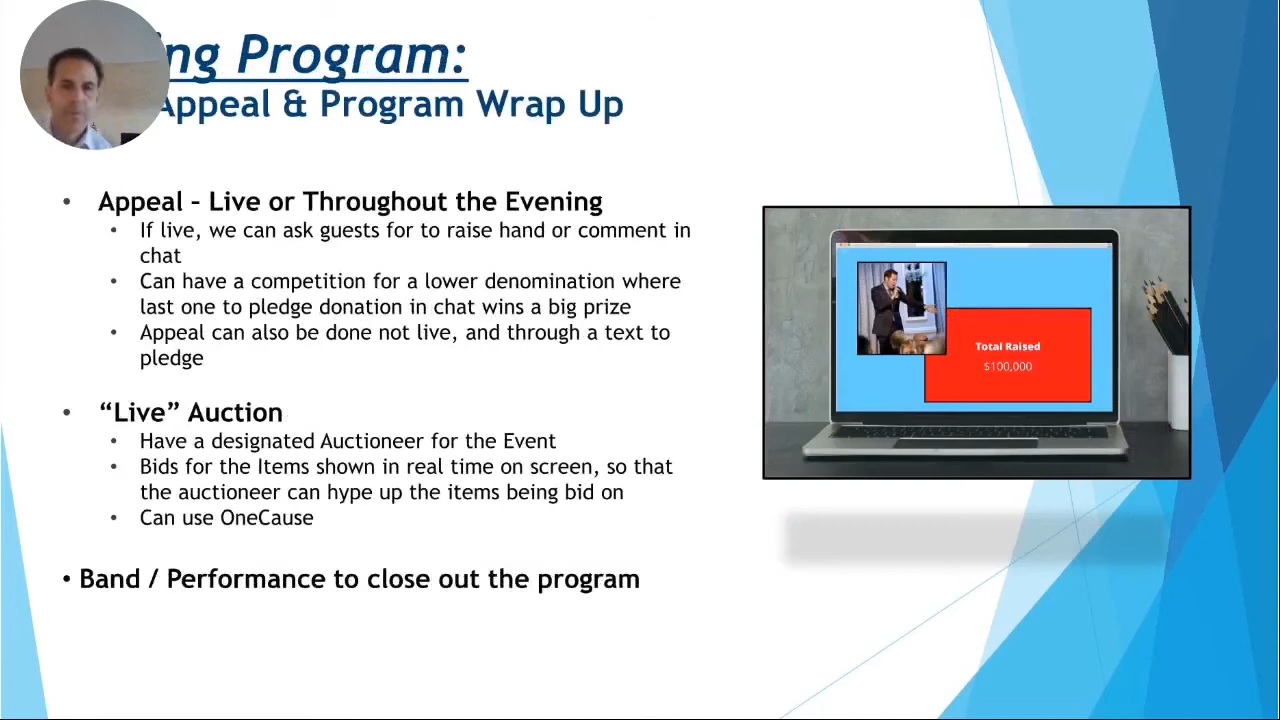 ing Program:
Appeal & Program Wrap Up
• Appeal – Live or Throughout the Evening
• If live, we can ask guests for to raise hand or comment in
chat
• Can have a competition for a lower denomination where
last one to pledge donation in chat wins a big prize
• Appeal can also be done not live, and through a text to
pledge
• “Live” Auction
• Have a designated Auctioneer for the Event
• Bids for the Items shown in real time on screen, so that
the auctioneer can hype up the items being bid on
• Can use OneCause
• Band / Performance to close out the program
Total Raised
$100,000